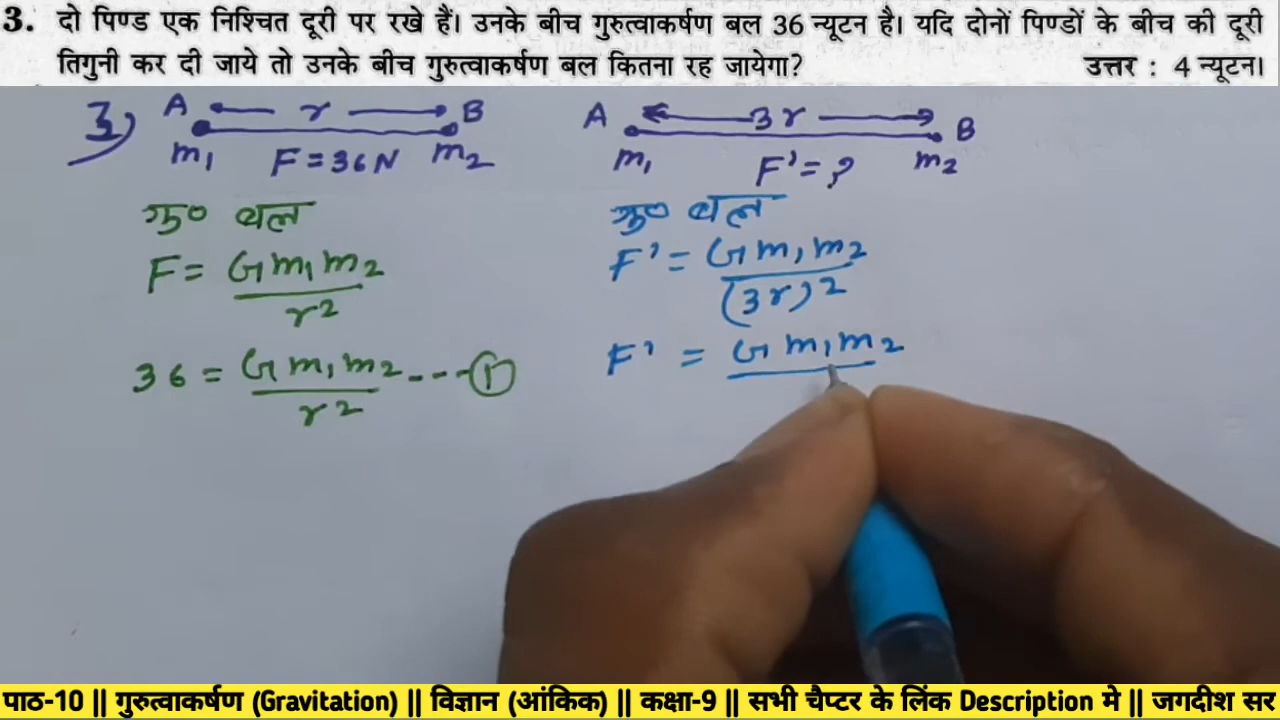 3. दो पिण्ड एक निश्चित दूरी पर रखे हैं। उनके बीच गुरुत्वाकर्षण बल 36 न्यूटन है। यदि दोनों पिण्डों के बीच की दूरी
तिगुनी कर दी जाये तो उनके बीच गुरुत्वाकर्षण बल कितना रह जायेगा? उत्तर : 4 न्यूटन।
3) A r B A 3r B
m₁ F = 36N m₂ m₁ F' = ? m₂
गु० बल गु० बल
F = Gm₁m₂ / r² F' = Gm₁m₂ / (3r)²
36 = Gm₁m₂ / r² ---- ① F' = Gm₁m₂
पाठ-10 || गुरुत्वाकर्षण (Gravitation) || विज्ञान (आंकिक) || कक्षा-9 || सभी चैप्टर के लिंक Description मे || जगदीश सर